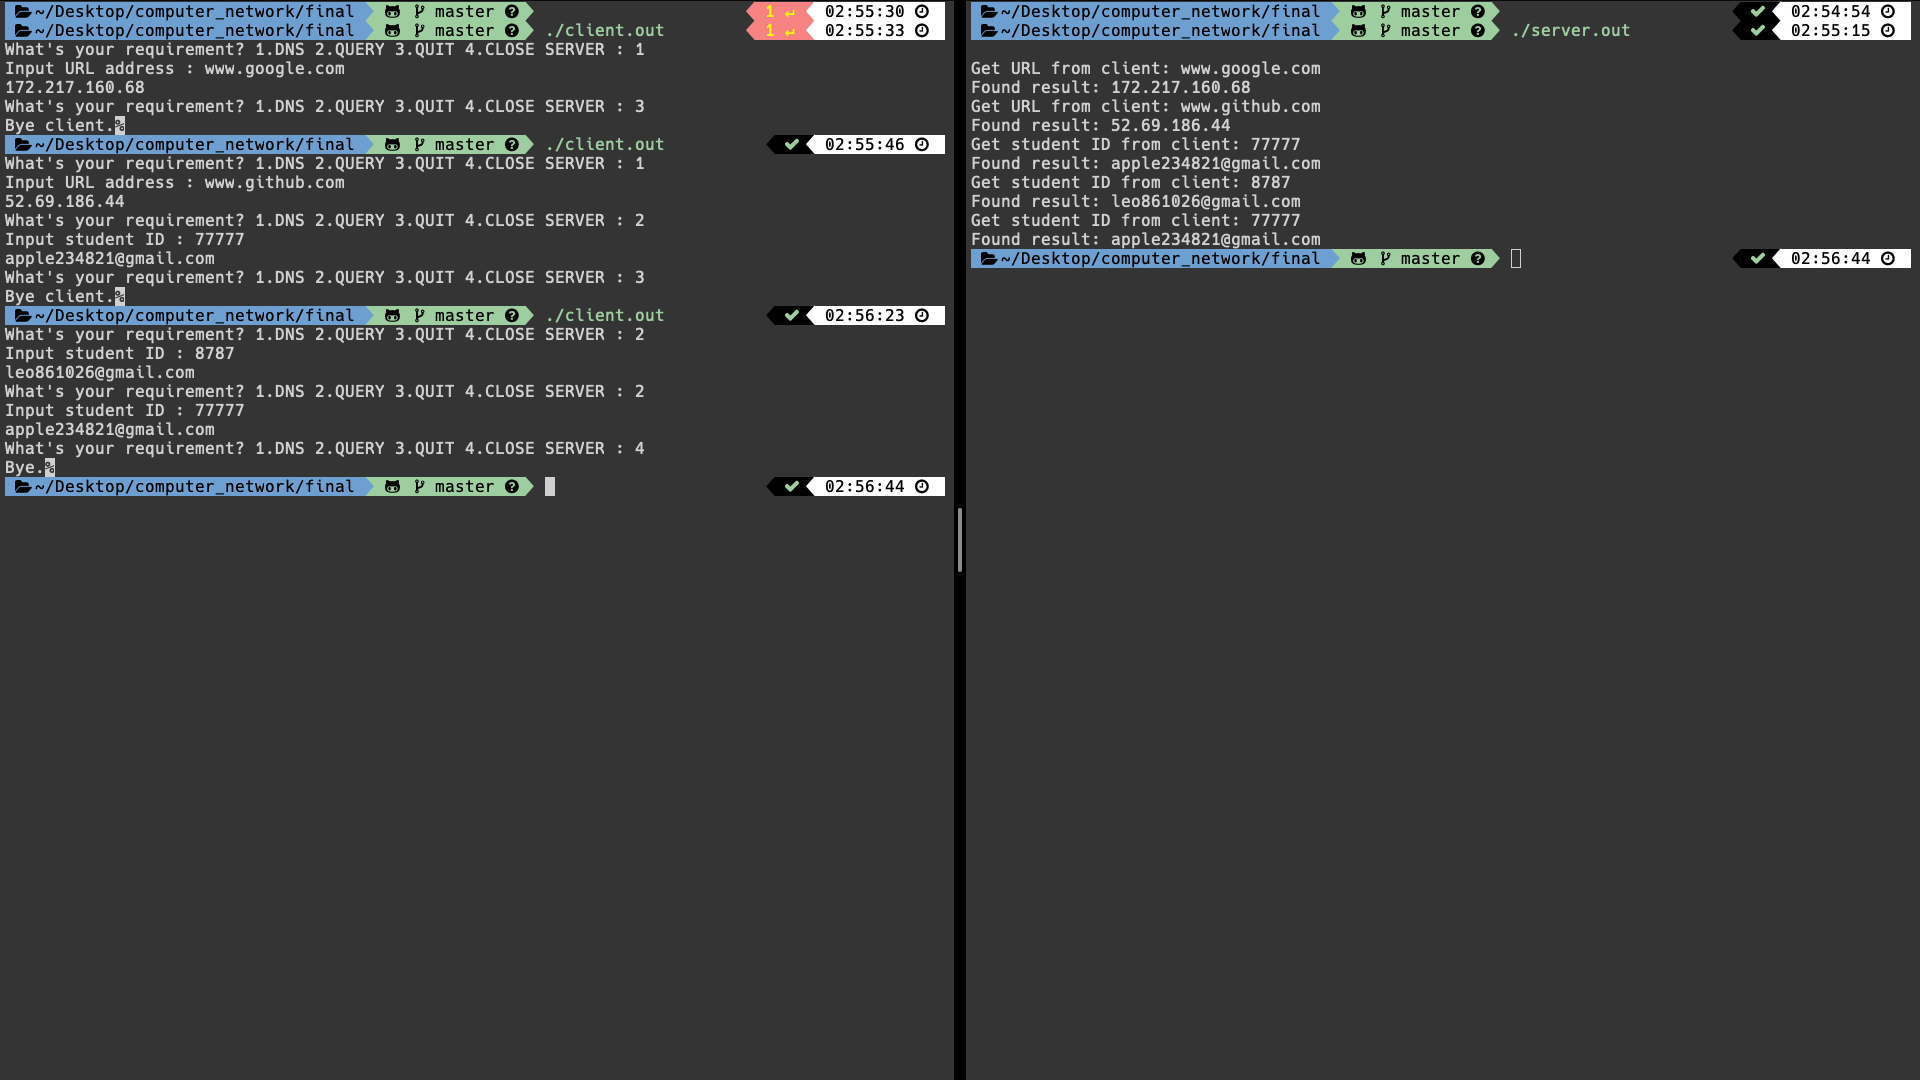 ~/Desktop/computer_network/final master 1 ↵ 02:55:30
~/Desktop/computer_network/final master ./client.out 1 ↵ 02:55:33
What's your requirement? 1.DNS 2.QUERY 3.QUIT 4.CLOSE SERVER : 1
Input URL address : www.google.com
172.217.160.68
What's your requirement? 1.DNS 2.QUERY 3.QUIT 4.CLOSE SERVER : 3
Bye client.%
~/Desktop/computer_network/final master ./client.out ✔ 02:55:46
What's your requirement? 1.DNS 2.QUERY 3.QUIT 4.CLOSE SERVER : 1
Input URL address : www.github.com
52.69.186.44
What's your requirement? 1.DNS 2.QUERY 3.QUIT 4.CLOSE SERVER : 2
Input student ID : 77777
apple234821@gmail.com
What's your requirement? 1.DNS 2.QUERY 3.QUIT 4.CLOSE SERVER : 3
Bye client.%
~/Desktop/computer_network/final master ./client.out ✔ 02:56:23
What's your requirement? 1.DNS 2.QUERY 3.QUIT 4.CLOSE SERVER : 2
Input student ID : 8787
leo861026@gmail.com
What's your requirement? 1.DNS 2.QUERY 3.QUIT 4.CLOSE SERVER : 2
Input student ID : 77777
apple234821@gmail.com
What's your requirement? 1.DNS 2.QUERY 3.QUIT 4.CLOSE SERVER : 4
Bye.%
~/Desktop/computer_network/final master ✔ 02:56:44
~/Desktop/computer_network/final master ✔ 02:54:54
~/Desktop/computer_network/final master ./server.out ✔ 02:55:15
Get URL from client: www.google.com
Found result: 172.217.160.68
Get URL from client: www.github.com
Found result: 52.69.186.44
Get student ID from client: 77777
Found result: apple234821@gmail.com
Get student ID from client: 8787
Found result: leo861026@gmail.com
Get student ID from client: 77777
Found result: apple234821@gmail.com
~/Desktop/computer_network/final master ✔ 02:56:44